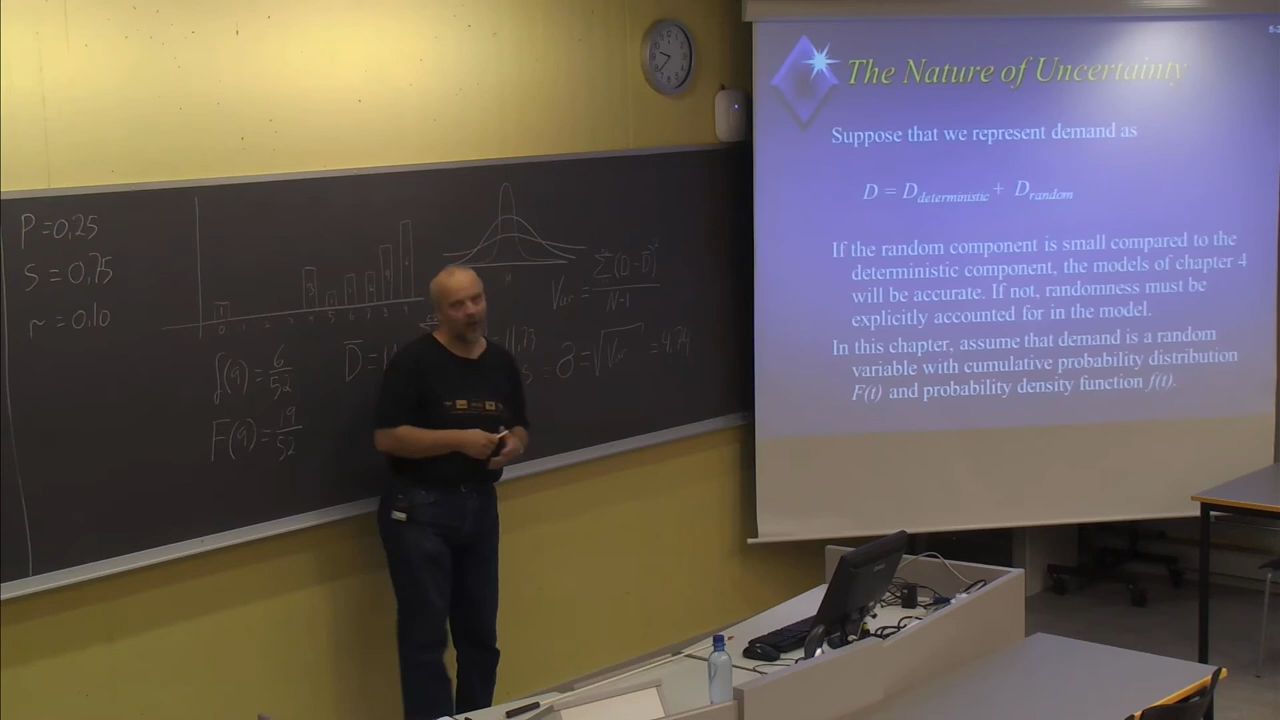 P=0,25
S=0,75
r=0,10
f(9)=6/52
F(9)=19/52
Var = Σ(D-D̄)²/N-1
σ=√Var = 4,74
The Nature of Uncertainty
Suppose that we represent demand as
D = Ddeterministic + Drandom
If the random component is small compared to the
deterministic component, the models of chapter 4
will be accurate. If not, randomness must be
explicitly accounted for in the model.
In this chapter, assume that demand is a random
variable with cumulative probability distribution
F(t) and probability density function f(t).